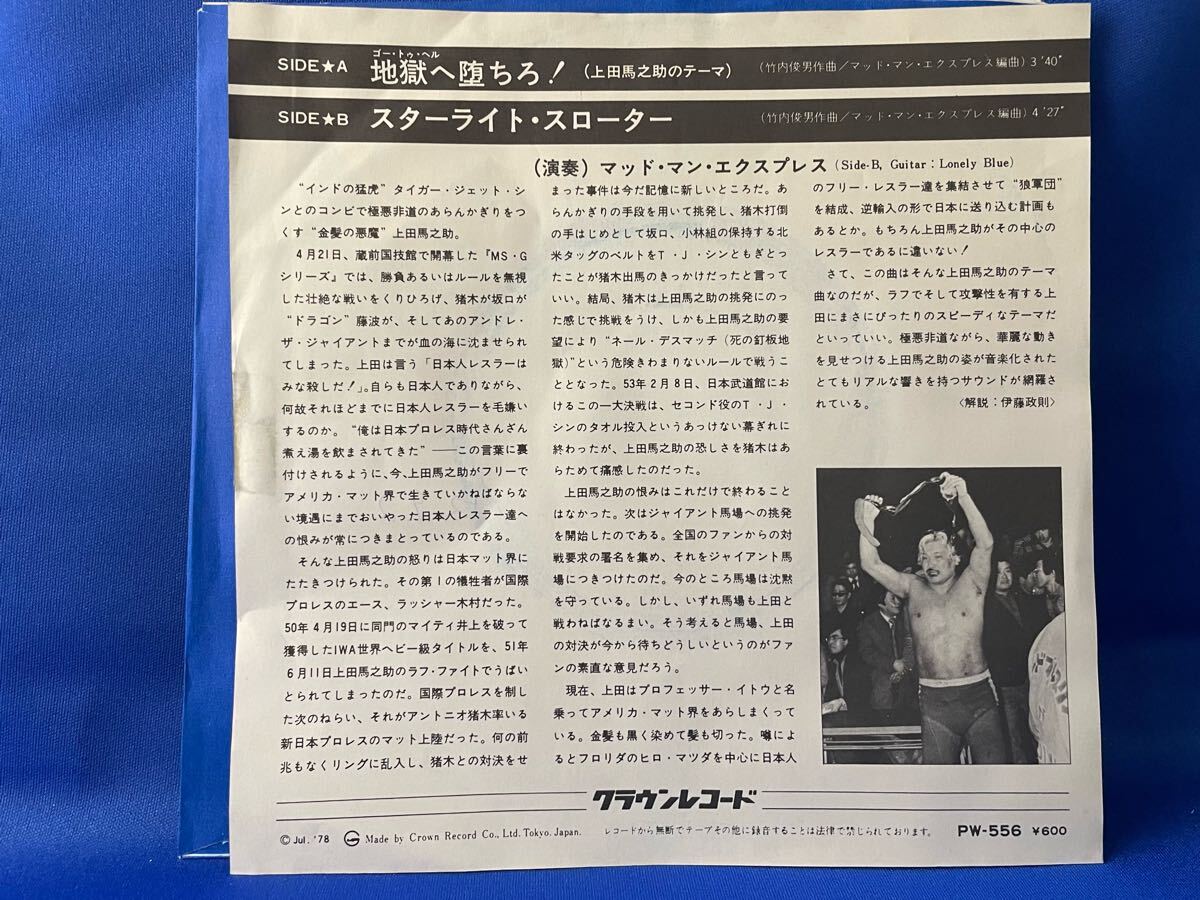 ゴー・トゥ・ヘル
SIDE★A 地獄へ堕ちろ! (上田馬之助のテーマ) (竹内俊男作曲/マッド・マン・エクスプレス編曲) 3'40"
SIDE★B スターライト・スローター (竹内俊男作曲/マッド・マン・エクスプレス編曲) 4'27"
(演奏) マッド・マン・エクスプレス (Side-B, Guitar : Lonely Blue)
“インドの猛虎”タイガー・ジェット・シ
ンとのコンビで極悪非道のあらんかぎりをつ
くす“金髪の悪魔”上田馬之助。
4月21日、蔵前国技館で開幕した『MS・G
シリーズ』では、勝負あるいはルールを無視
した壮絶な戦いをくりひろげ、猪木が坂口が
“ドラゴン”藤波が、そしてあのアンドレ・
ザ・ジャイアントまでが血の海に沈ませられ
てしまった。上田は言う「日本人レスラーは
みな殺しだ!」。自らも日本人でありながら、
何故それほどまでに日本人レスラーを毛嫌い
するのか。“俺は日本プロレス時代さんざん
煮え湯を飲まされてきた”――この言葉に裏
付けされるように、今、上田馬之助がフリーで
アメリカ・マット界で生きていかねばならな
い境遇にまでおいやった日本人レスラー達へ
の恨みが常につきまとっているのである。
そんな上田馬之助の怒りは日本マット界に
たたきつけられた。その第1の犠牲者が国際
プロレスのエース、ラッシャー木村だった。
50年4月19日に同門のマイティ井上を破って
獲得したIWA世界ヘビー級タイトルを、51年
6月11日上田馬之助のラフ・ファイトでうばい
とられてしまったのだ。国際プロレスを制し
た次のねらい、それがアントニオ猪木率いる
新日本プロレスのマット上陸だった。何の前
兆もなくリングに乱入し、猪木との対決をせ
まった事件は今だ記憶に新しいところだ。あ
らんかぎりの手段を用いて挑発し、猪木打倒
の手はじめとして坂口、小林組の保持する北
米タッグのベルトをT・J・シンともぎとっ
たことが猪木出馬のきっかけだったと言って
いい。結局、猪木は上田馬之助の挑発にのっ
た感じで挑戦をうけ、しかも上田馬之助の要
望により“ネール・デスマッチ(死の釘板地
獄)”という危険きわまりないルールで戦うこ
ととなった。53年2月8日、日本武道館にお
けるこの一大決戦は、セコンド役のT・J・
シンのタオル投入というあっけない幕ぎれに
終わったが、上田馬之助の恐しさを猪木はあ
らためて痛感したのだった。
上田馬之助の恨みはこれだけで終わること
はなかった。次はジャイアント馬場への挑発
を開始したのである。全国のファンからの対
戦要求の署名を集め、それをジャイアント馬
場につきつけたのだ。今のところ馬場は沈黙
を守っている。しかし、いずれ馬場も上田と
戦わねばなるまい。そう考えると馬場、上田
の対決が今から待ちどうしいというのがファ
ンの素直な意見だろう。
現在、上田はプロフェッサー・イトウと名
乗ってアメリカ・マット界をあらしまくって
いる。金髪も黒く染めて髪も切った。噂によ
るとフロリダのヒロ・マツダを中心に日本人
のフリー・レスラー達を集結させて“狼軍団”
を結成、逆輸入の形で日本に送り込む計画も
あるとか。もちろん上田馬之助がその中心の
レスラーであるに違いない!
さて、この曲はそんな上田馬之助のテーマ
曲なのだが、ラフでそして攻撃性を有する上
田にまさにぴったりのスピーディなテーマだ
といっていい。極悪非道ながら、華麗な動き
を見せつける上田馬之助の姿が音楽化された
とてもリアルな響きを持つサウンドが網羅さ
れている。 〈解説:伊藤政則〉
クラウンレコード
©Jul. '78 Made by Crown Record Co., Ltd. Tokyo. Japan. レコードから無断でテープその他に録音することは法律で禁じられております。 PW-556 ¥600